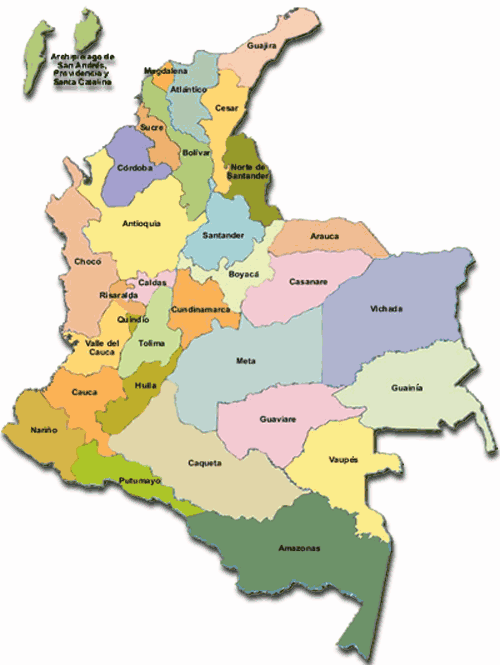 Archipielago de
San Andrés,
Providencia y
Santa Catalina
Guajira
Magdalena
Atlántico
Cesar
Sucre
Bolívar
Córdoba
Norte de
Santander
Antioquia
Santander
Arauca
Chocó
Boyacá
Casanare
Caldas
Risaralda
Cundinamarca
Vichada
Quindío
Valle del
Cauca
Tolima
Meta
Huila
Guainía
Cauca
Guaviare
Nariño
Caqueta
Vaupés
Putumayo
Amazonas